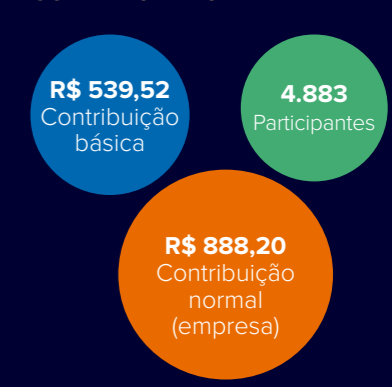 R$ 539,52
Contribuição
básica
4.883
Participantes
R$ 888,20
Contribuição
normal
(empresa)